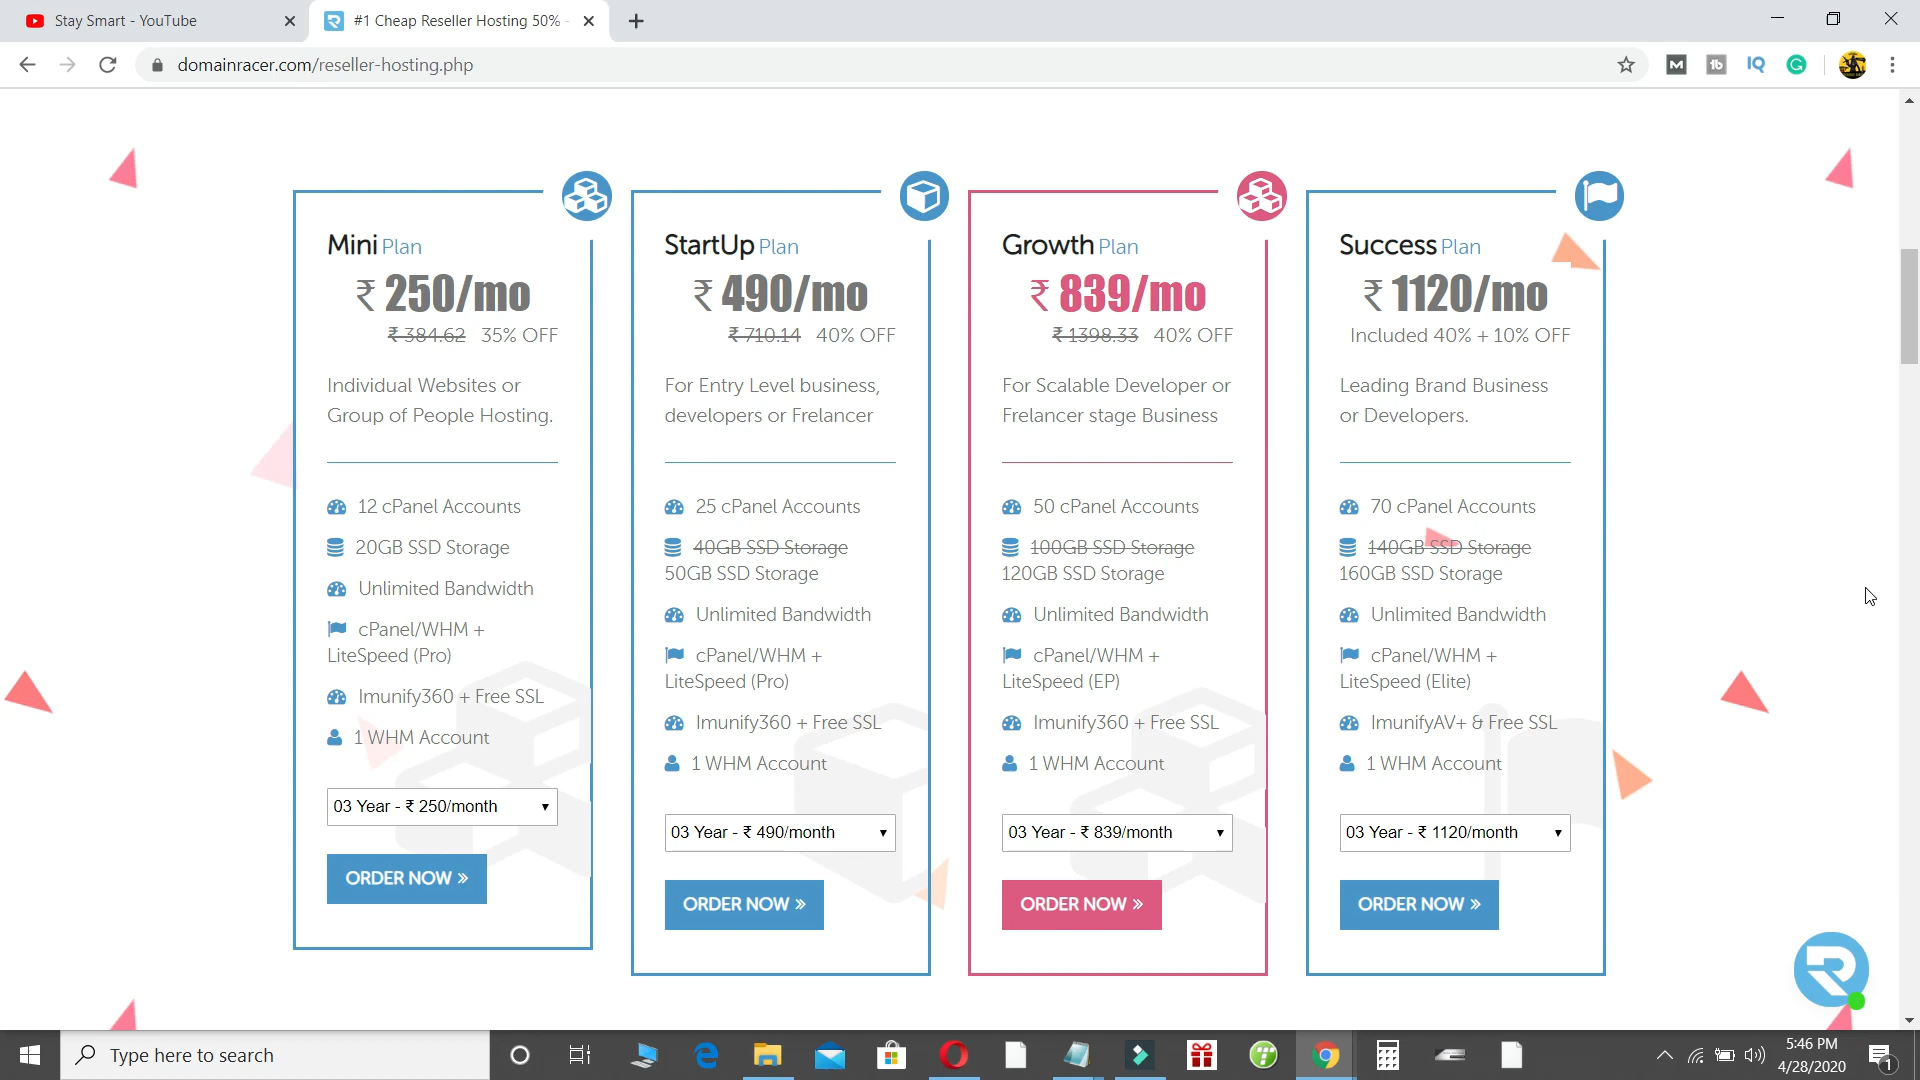 Stay Smart - YouTube
#1 Cheap Reseller Hosting 50% -
domainracer.com/reseller-hosting.php
Mini Plan
₹ 250/mo
₹ 384.62 35% OFF
Individual Websites or
Group of People Hosting.
12 cPanel Accounts
20GB SSD Storage
Unlimited Bandwidth
cPanel/WHM +
LiteSpeed (Pro)
Imunify360 + Free SSL
1 WHM Account
03 Year - ₹ 250/month
ORDER NOW »
StartUp Plan
₹ 490/mo
₹ 710.14 40% OFF
For Entry Level business,
developers or Frelancer
25 cPanel Accounts
40GB SSD Storage
50GB SSD Storage
Unlimited Bandwidth
cPanel/WHM +
LiteSpeed (Pro)
Imunify360 + Free SSL
1 WHM Account
03 Year - ₹ 490/month
ORDER NOW »
Growth Plan
₹ 839/mo
₹ 1398.33 40% OFF
For Scalable Developer or
Frelancer stage Business
50 cPanel Accounts
100GB SSD Storage
120GB SSD Storage
Unlimited Bandwidth
cPanel/WHM +
LiteSpeed (EP)
Imunify360 + Free SSL
1 WHM Account
03 Year - ₹ 839/month
ORDER NOW »
Success Plan
₹ 1120/mo
Included 40% + 10% OFF
Leading Brand Business
or Developers.
70 cPanel Accounts
140GB SSD Storage
160GB SSD Storage
Unlimited Bandwidth
cPanel/WHM +
LiteSpeed (Elite)
ImunifyAV+ & Free SSL
1 WHM Account
03 Year - ₹ 1120/month
ORDER NOW »
Type here to search
5:46 PM
4/28/2020
1